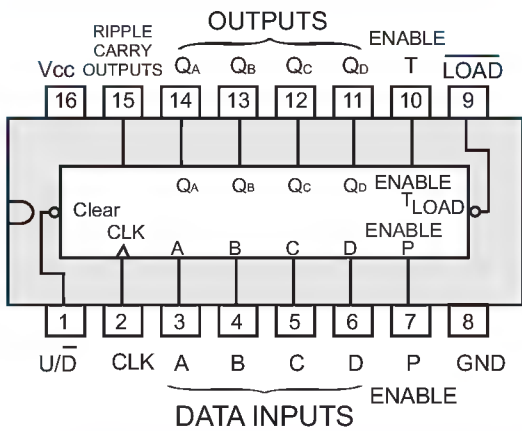 OUTPUTS
RIPPLE CARRY OUTPUTS
Vcc
QA QB QC QD
ENABLE T
LOAD
16 15 14 13 12 11 10 9
QA QB QC QD ENABLE T LOAD
Clear
CLK A B C D ENABLE P
1 2 3 4 5 6 7 8
U/D CLK A B C D P GND
ENABLE
DATA INPUTS